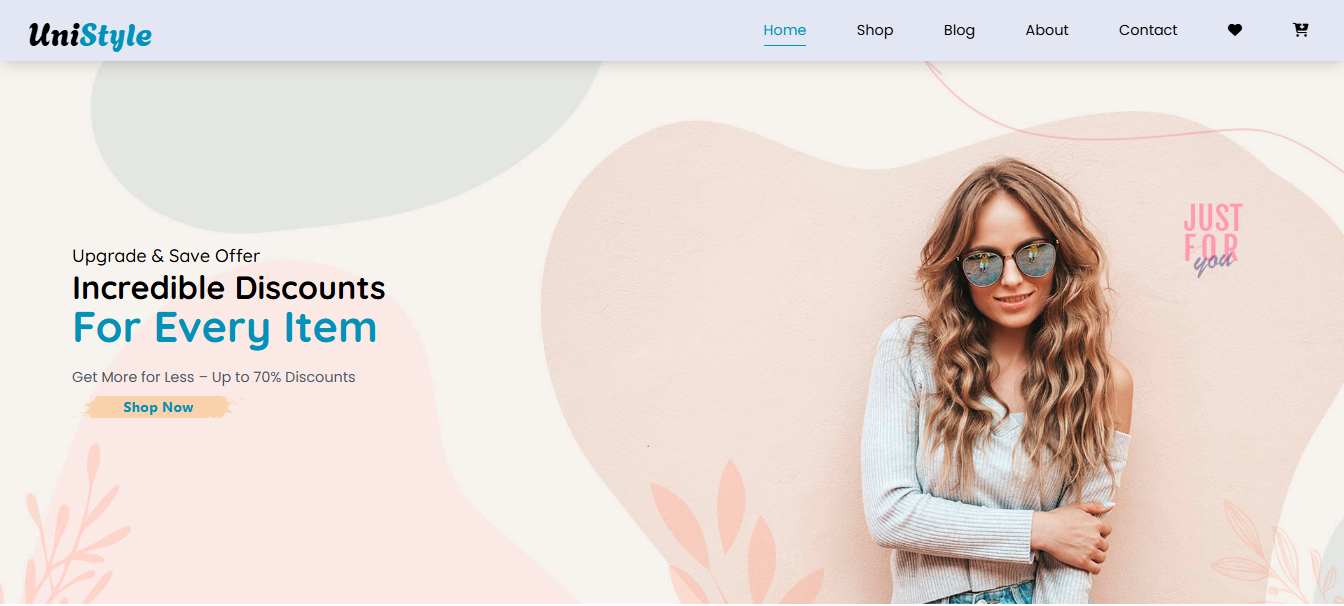 UniStyle
Home Shop Blog About Contact
JUST
FOR
you
Upgrade & Save Offer
Incredible Discounts
For Every Item
Get More for Less – Up to 70% Discounts
Shop Now